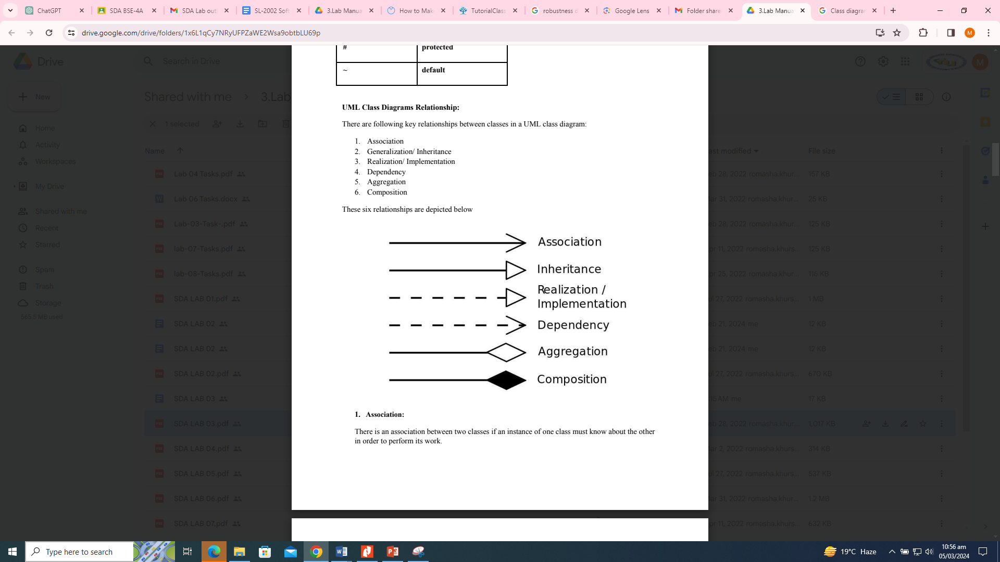 ChatGPT
SDA BSE-4A
SDA Lab out
SL-2002 Soft
3.Lab Manua
How to Mak
TutorialClass
robustness d
Google Lens
Folder share
3.Lab Manua
Class diagra
drive.google.com/drive/folders/1x6L1qCy7NRyUFPZaWE2Wsa9obtbLU69p
M
Drive
Search in Drive
M
New
Shared with me > 3.Lab
1 selected
Home
Activity
Workspaces
My Drive
Shared with me
Recent
Starred
Spam
Trash
Storage
565.5 MB used
Name
ast modified
File size
Lab 04 Tasks.pdf
eb 28, 2022 romasha.khur... 157 KB
Lab 06 Tasks.docx
ar 31, 2022 romasha.khur... 25 KB
Lab-03-Task-.pdf
eb 28, 2022 romasha.khur... 125 KB
lab-07-Tasks.pdf
pr 11, 2022 romasha.khurs... 125 KB
lab-08-Tasks.pdf
pr 25, 2022 romasha.khur... 116 KB
SDA LAB 01.pdf
ul 27, 2022 romasha.khurs... 1 MB
SDA LAB 02
eb 21, 2024 me 12 KB
SDA LAB 02
eb 21, 2024 me 12 KB
SDA LAB 02.pdf
ul 27, 2022 romasha.khurs... 670 KB
SDA LAB 03
:15 AM me 17 KB
SDA LAB 03.pdf
eb 28, 2022 romasha.khur... 1,017 KB
SDA LAB 04.pdf
ar 2, 2022 romasha.khurs... 314 KB
SDA LAB 05.pdf
ul 27, 2022 romasha.khurs... 537 KB
SDA LAB 06.pdf
ar 31, 2022 romasha.khur... 1.2 MB
SDA LAB 07.pdf
pr 11, 2022 romasha.khurs... 632 KB
# protected
~ default
UML Class Diagrams Relationship:
There are following key relationships between classes in a UML class diagram:
1. Association
2. Generalization/ Inheritance
3. Realization/ Implementation
4. Dependency
5. Aggregation
6. Composition
These six relationships are depicted below
Association
Inheritance
Realization /
Implementation
Dependency
Aggregation
Composition
1. Association:
There is an association between two classes if an instance of one class must know about the other
in order to perform its work.
Type here to search
19°C Haze
10:56 am
05/03/2024